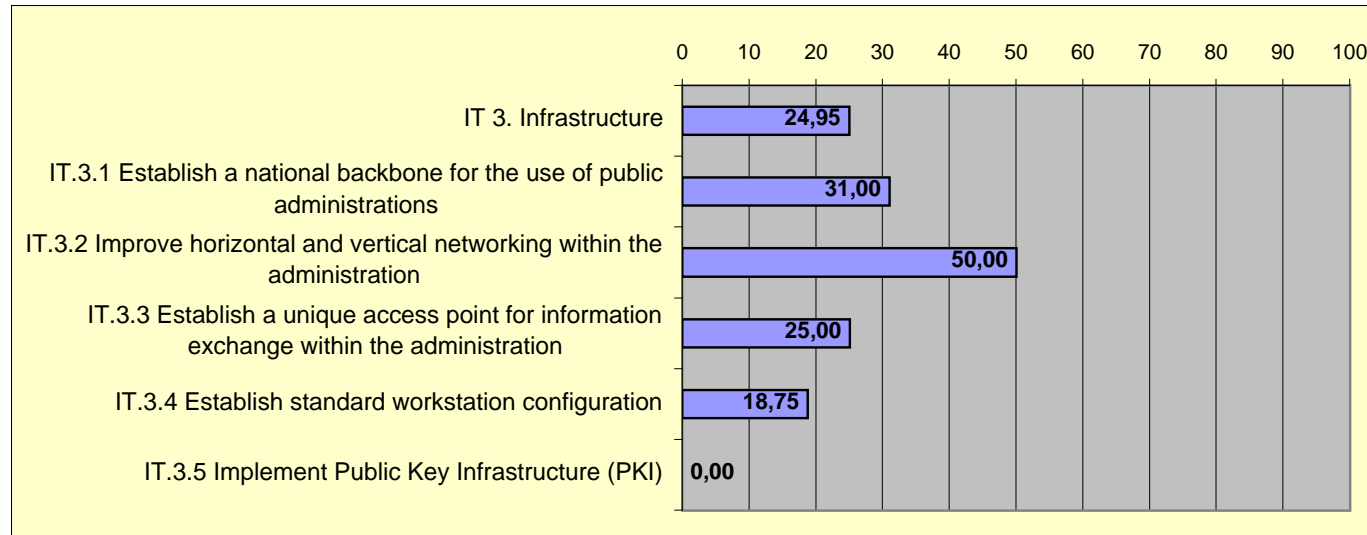 0 10 20 30 40 50 60 70 80 90 100
IT 3. Infrastructure
24,95
IT.3.1 Establish a national backbone for the use of public
administrations
31,00
IT.3.2 Improve horizontal and vertical networking within the
administration
50,00
IT.3.3 Establish a unique access point for information
exchange within the administration
25,00
IT.3.4 Establish standard workstation configuration
18,75
IT.3.5 Implement Public Key Infrastructure (PKI)
0,00